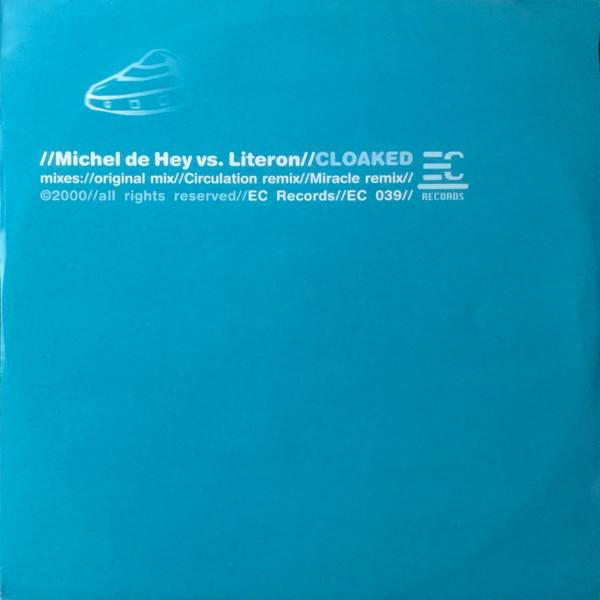 //Michel de Hey vs. Literon//CLOAKED
mixes://original mix//Circulation remix//Miracle remix//
©2000//all rights reserved//EC Records//EC 039//
EC
RECORDS